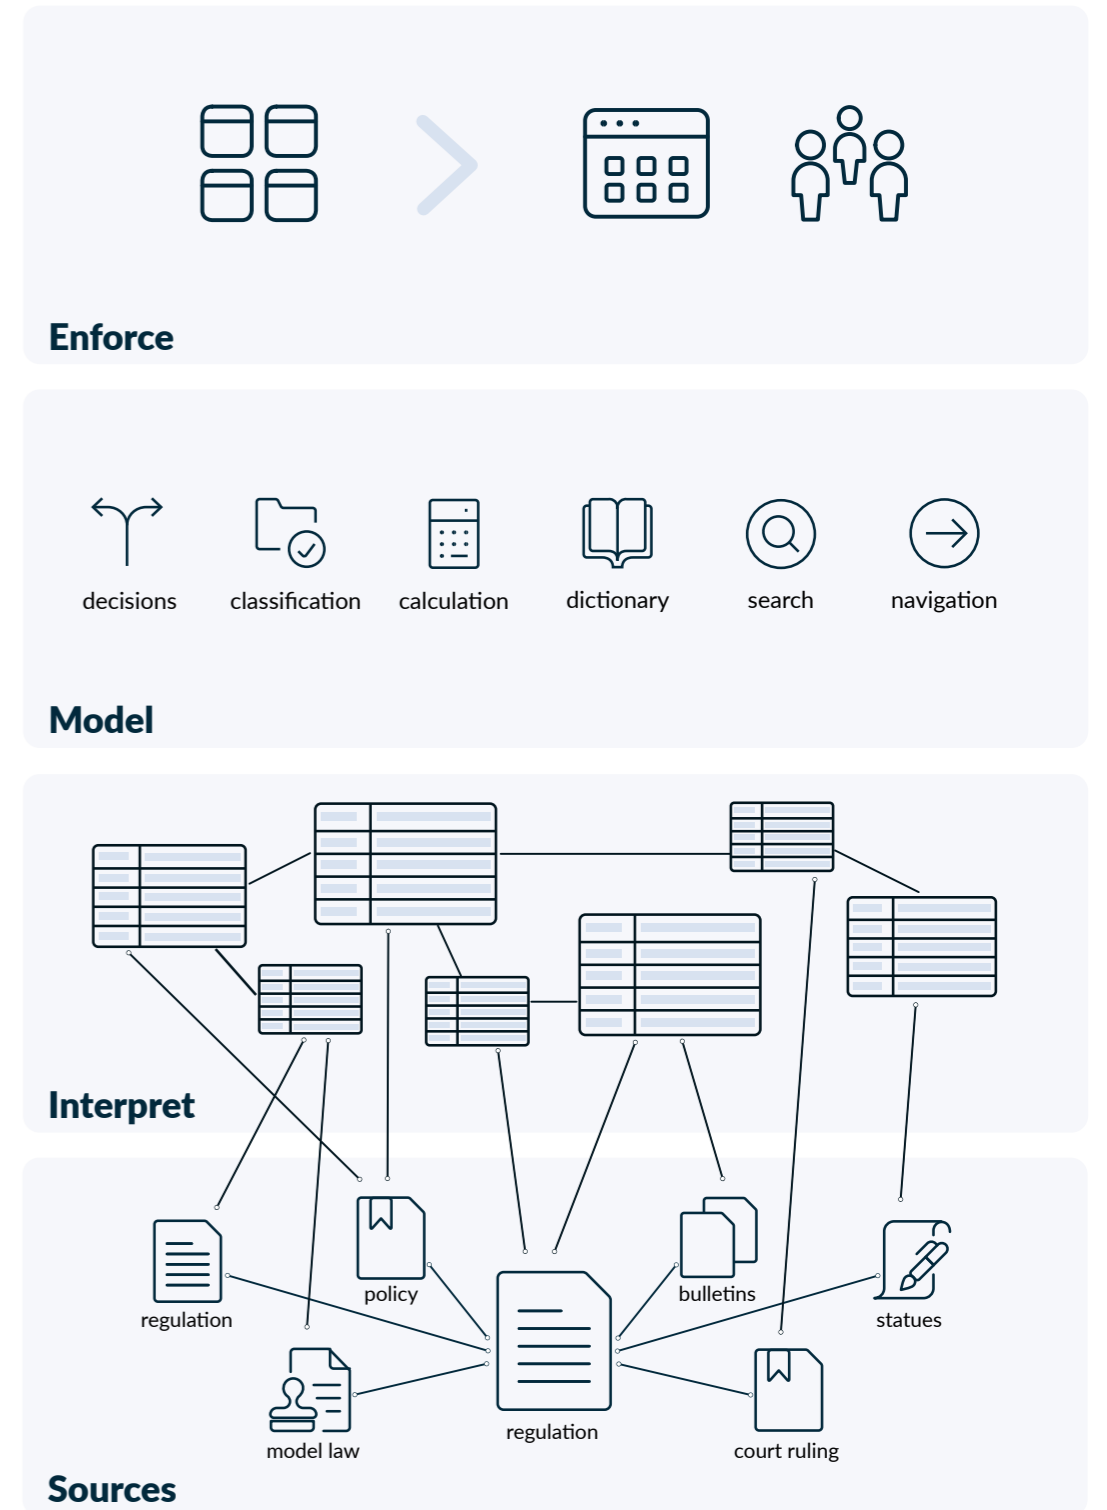 Enforce
decisions
classification
calculation
dictionary
search
navigation
Model
Interpret
policy
bulletins
regulation
statues
regulation
model law
court ruling
Sources